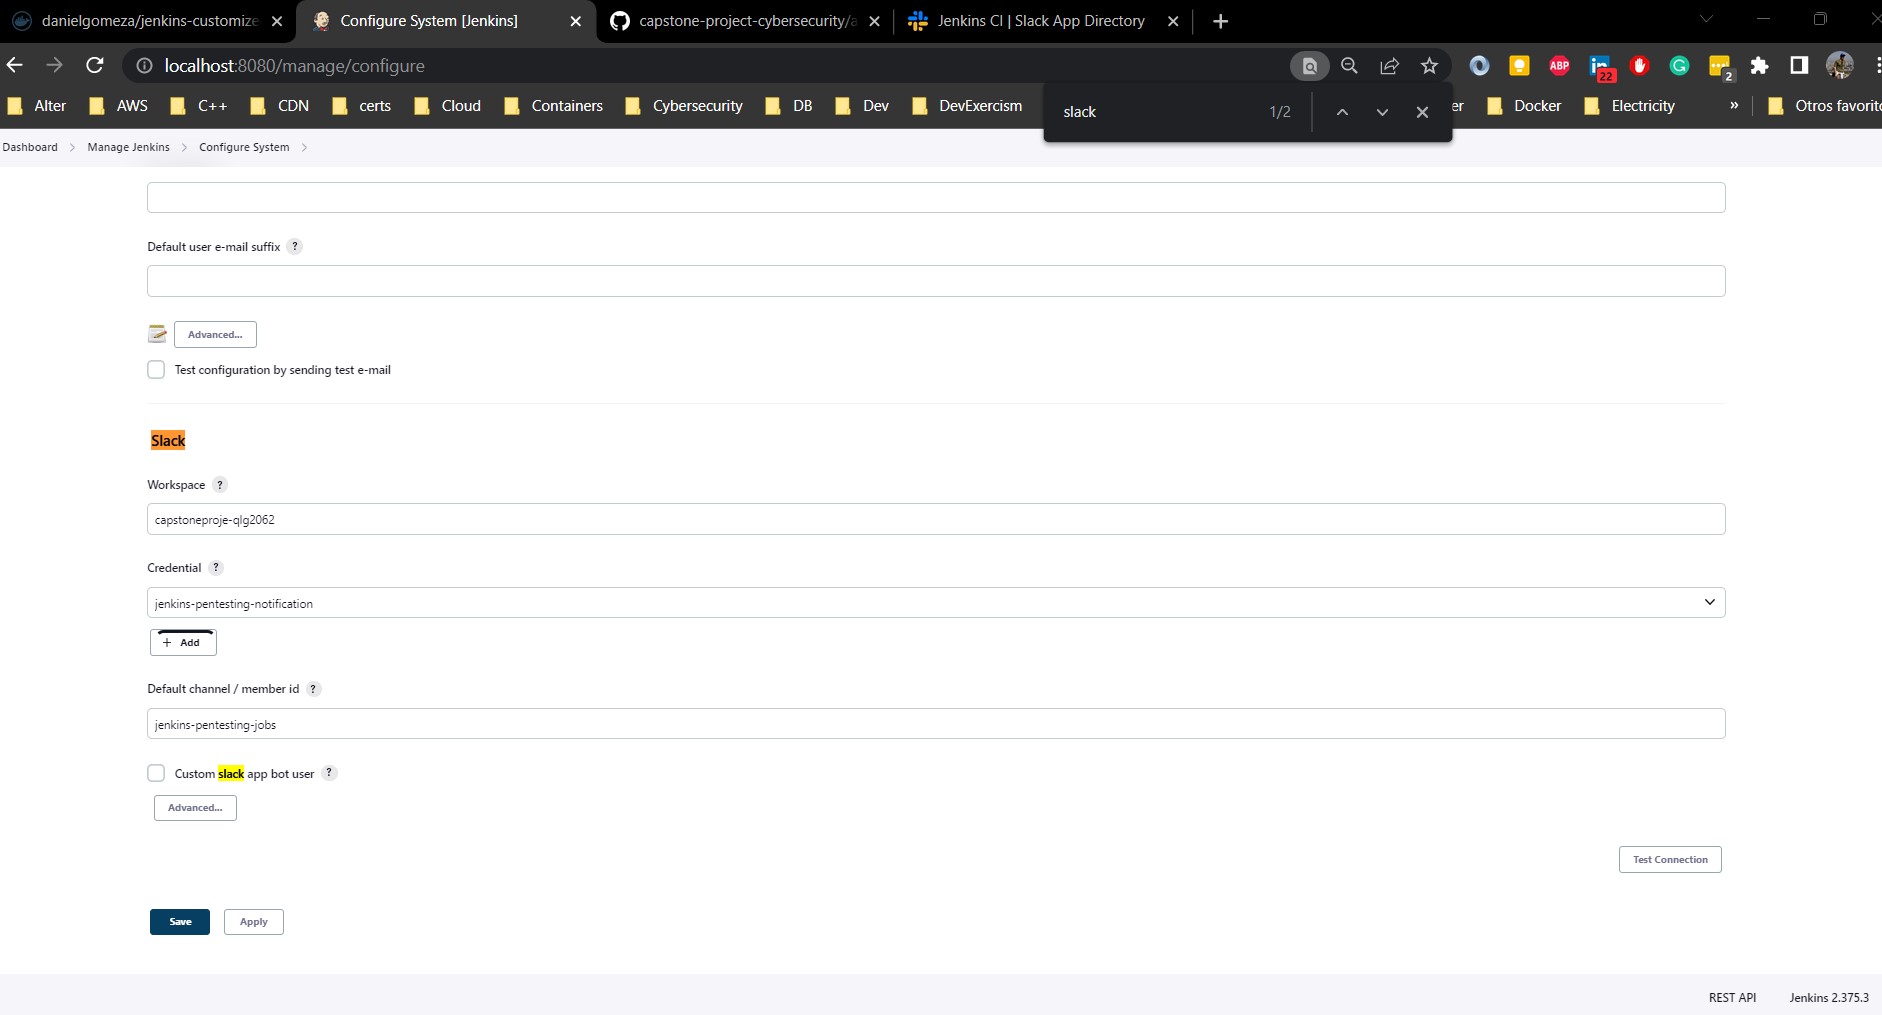 danielgomeza/jenkins-customize
Configure System [Jenkins]
capstone-project-cybersecurity/a
Jenkins CI | Slack App Directory
localhost:8080/manage/configure
ABP
22
2
Alter
AWS
C++
CDN
certs
Cloud
Containers
Cybersecurity
DB
Dev
DevExercism
slack
1/2
er
Docker
Electricity
»
Otros favorito
Dashboard
Manage Jenkins
Configure System
Default user e-mail suffix ?
Advanced...
Test configuration by sending test e-mail
Slack
Workspace ?
capstoneproje-qlg2062
Credential ?
jenkins-pentesting-notification
+ Add
Default channel / member id ?
jenkins-pentesting-jobs
Custom slack app bot user ?
Advanced...
Test Connection
Save
Apply
REST API
Jenkins 2.375.3